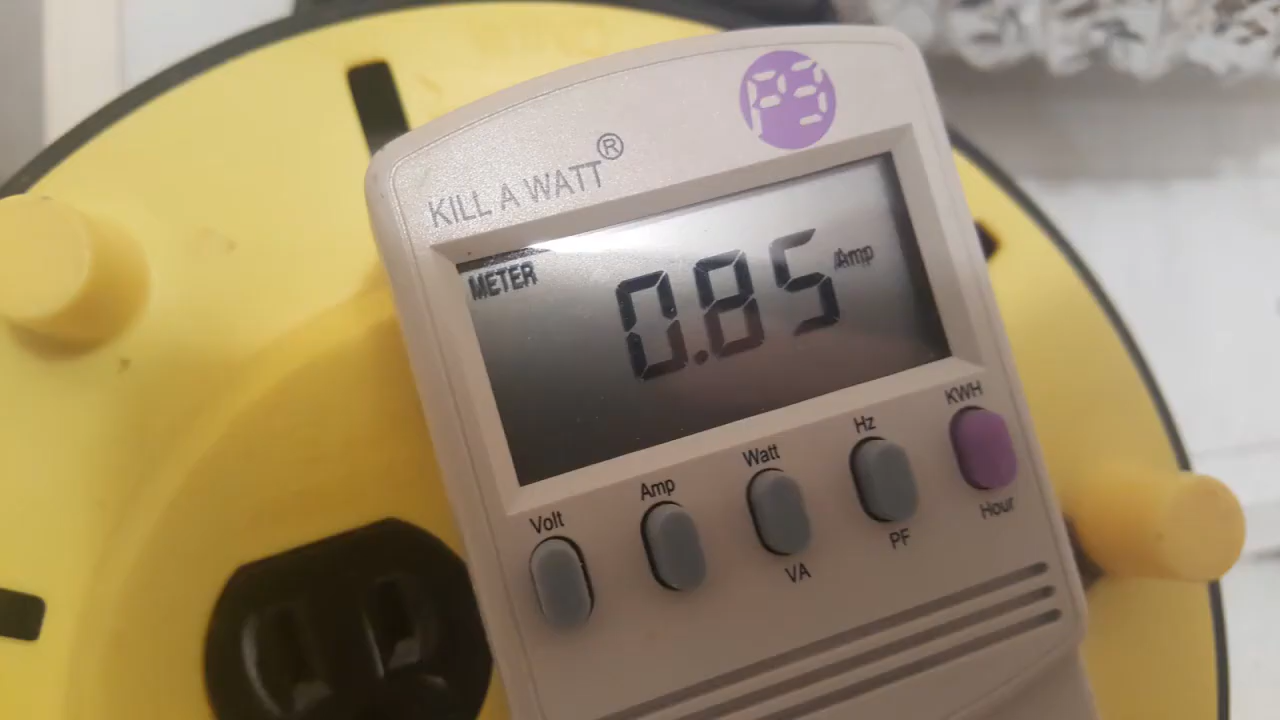 P3
KILL A WATT®
METER
0.85 Amp
Volt
Amp
Watt
Hz
KWH
VA
PF
Hour